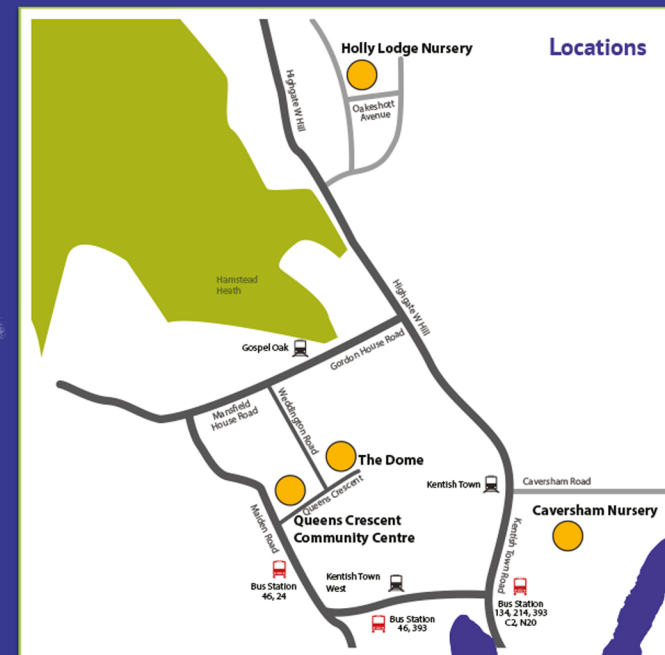 Locations
Holly Lodge Nursery
Highgate W Hill
Oakeshott
Avenue
Hamstead
Heath
Highgate W Hill
Gospel Oak
Gordon House Road
Mansfield
House Road
Weddington Road
The Dome
Kentish Town
Caversham Road
Queens Crescent
Queens Crescent
Community Centre
Caversham Nursery
Maiden Road
Kentish Town Road
Bus Station
46, 24
Kentish Town
West
Bus Station
134, 214, 393
C2, N20
Bus Station
46, 393